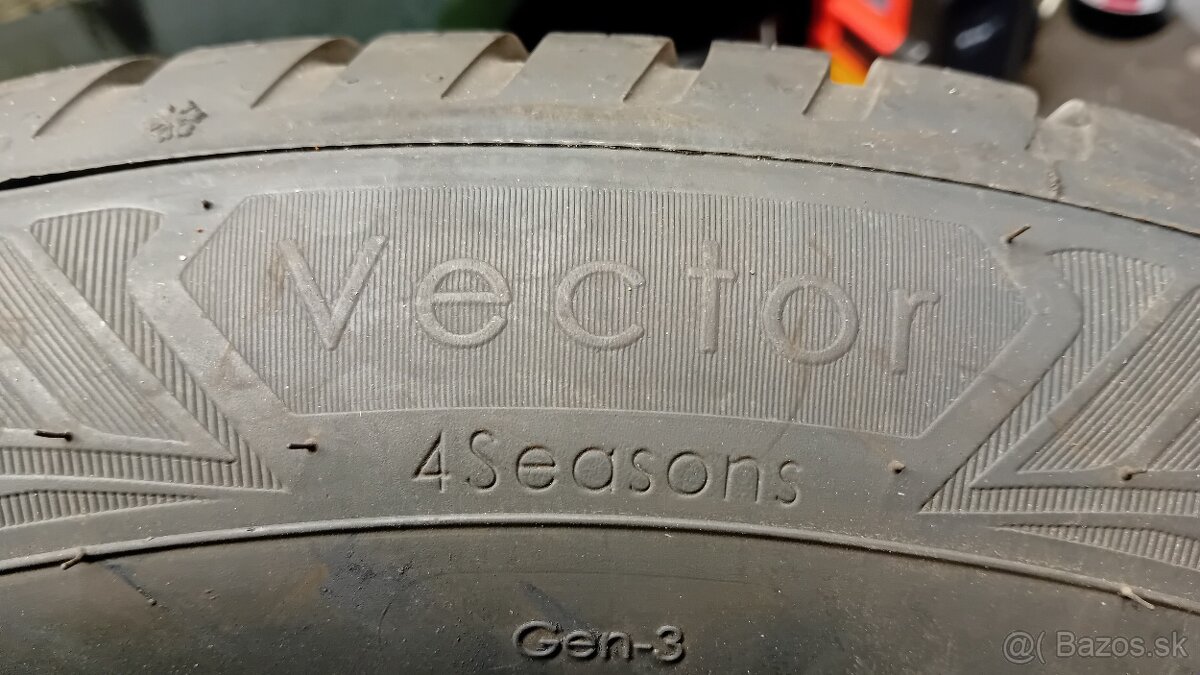 Vector
4Seasons
Gen-3
@( Bazos.sk